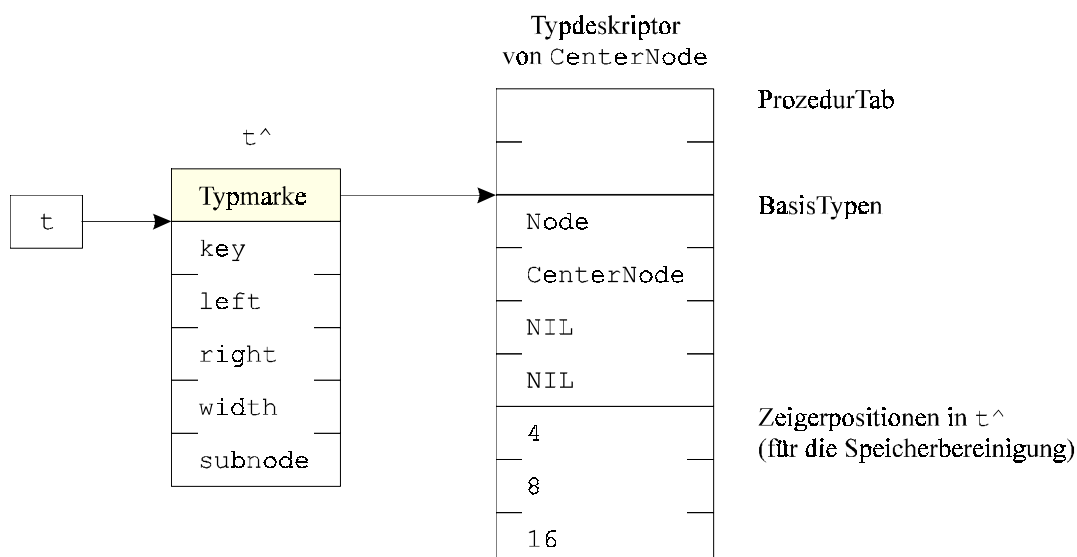 Typdeskriptor
von CenterNode
ProzedurTab
t^
Typmarke
t
BasisTypen
key
left
right
width
subnode
Node
CenterNode
NIL
NIL
4
8
16
Zeigerpositionen in t^
(für die Speicherbereinigung)